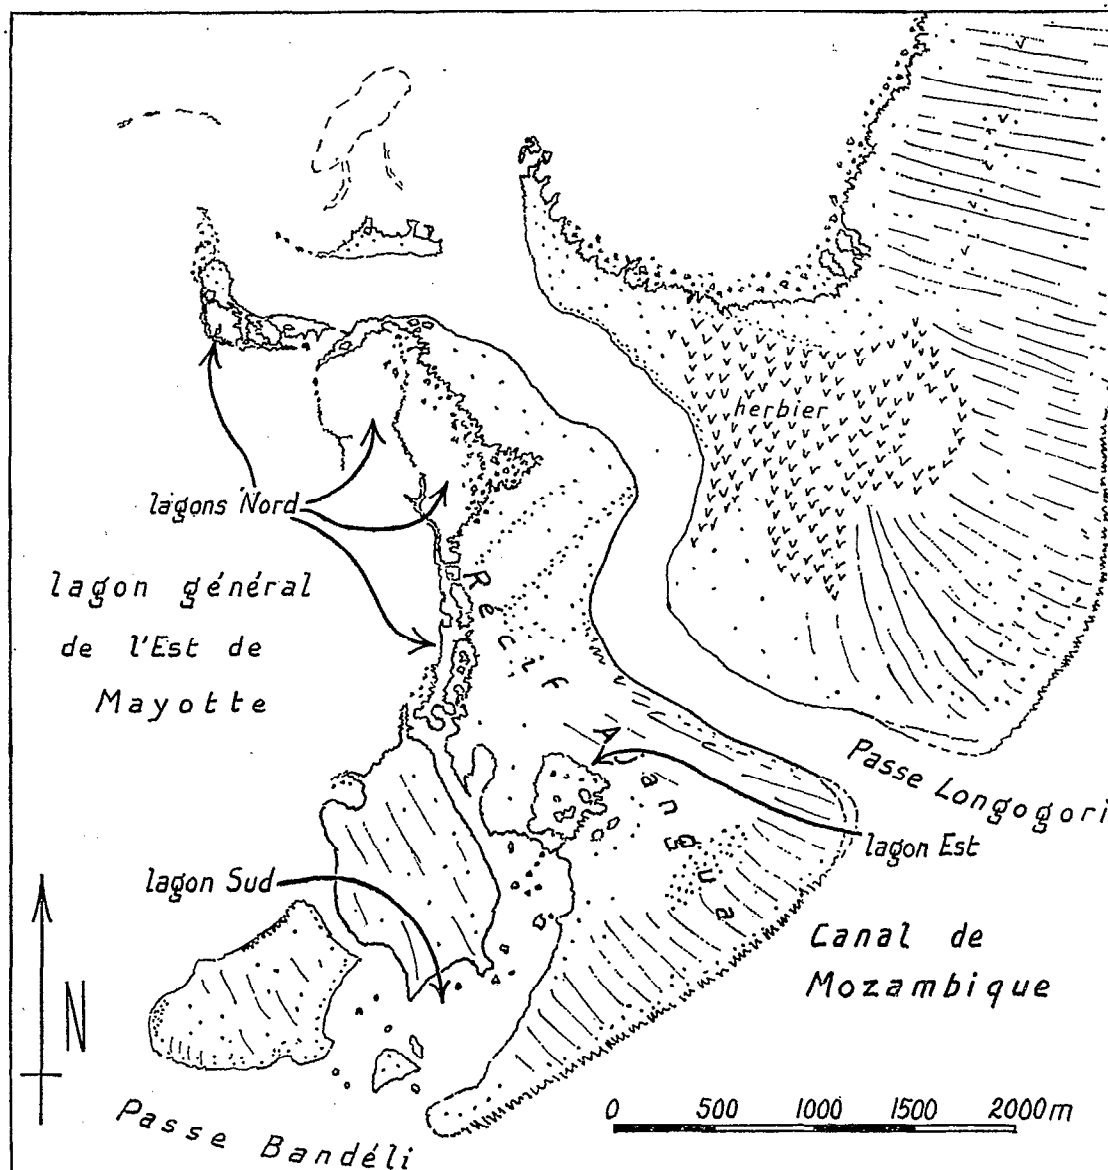 herbier
lagons Nord
lagon général
de l'Est de
Mayotte
Récif Ajangua
Passe Longogori
lagon Est
lagon Sud
Canal de
Mozambique
N
0 500 1000 1500 2000 m
Passe Bandéli